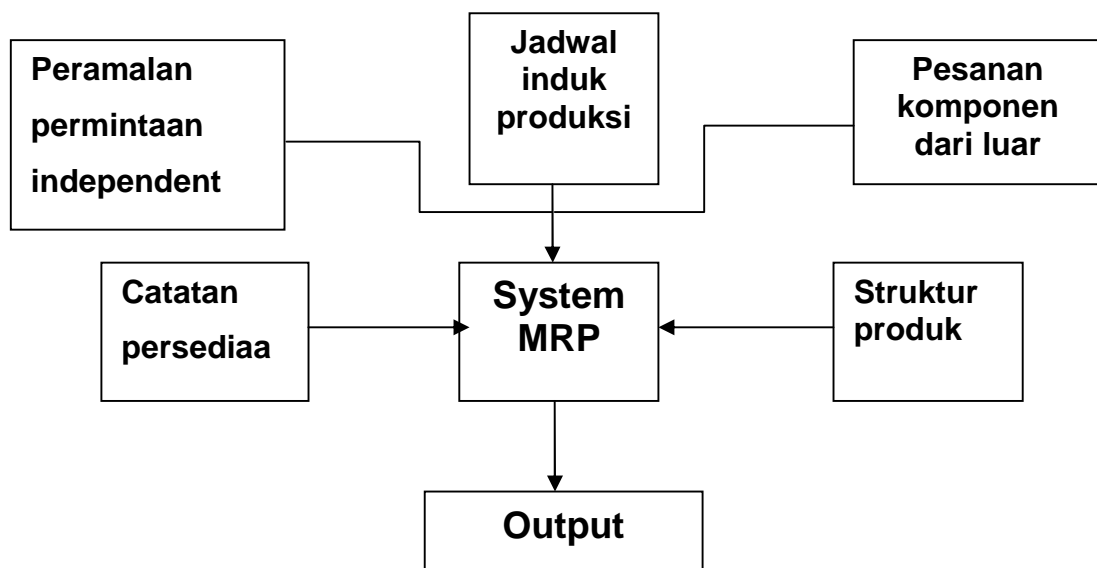 Peramalan
permintaan
independent
Jadwal
induk
produksi
Pesanan
komponen
dari luar
Catatan
persediaa
System
MRP
Struktur
produk
Output